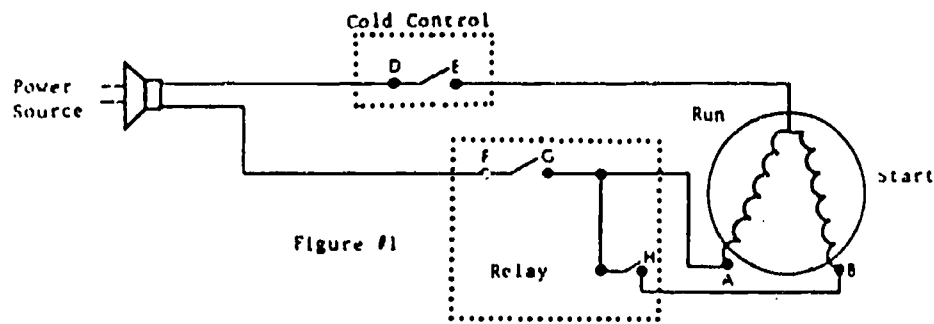 Cold Control
D E
Power
Source
Run
F G
Start
Figure #1
H
Relay
A
B